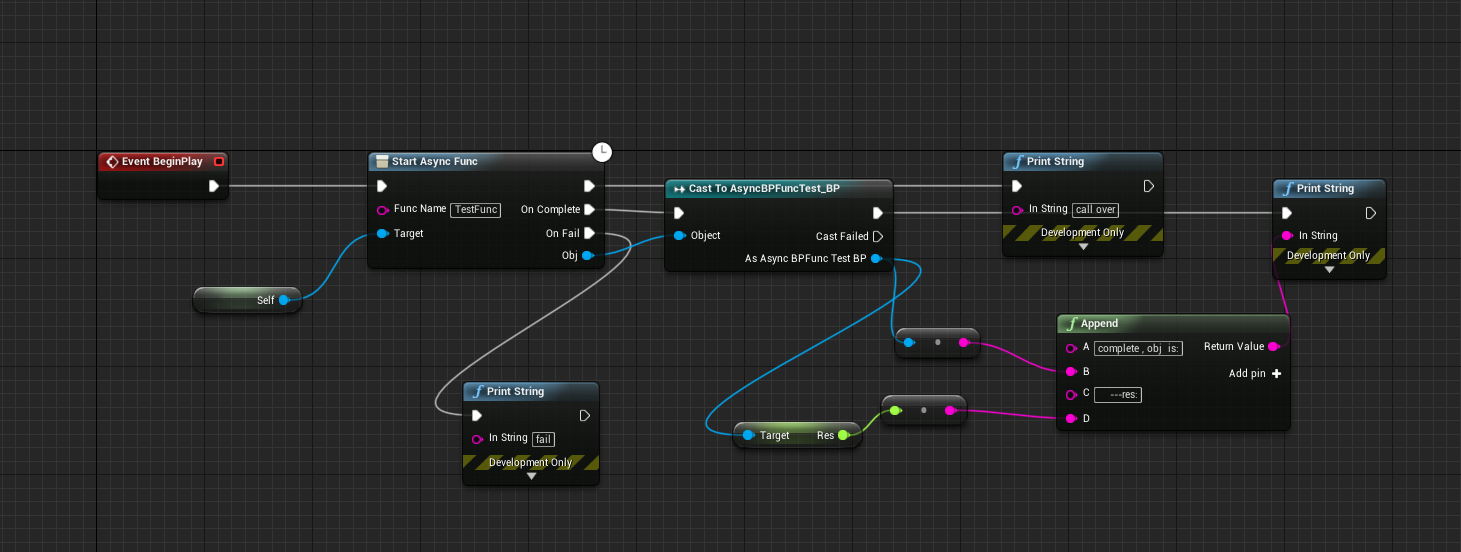 Event BeginPlay
Start Async Func
Func Name TestFunc On Complete
Target On Fail
Obj
Self
Cast To AsyncBPFuncTest_BP
Object Cast Failed
As Async BPFunc Test BP
Print String
In String call over
Development Only
Print String
In String
Development Only
Append
A complete , obj is: Return Value
B Add pin +
C ---res:
D
Print String
In String fail
Development Only
Target Res